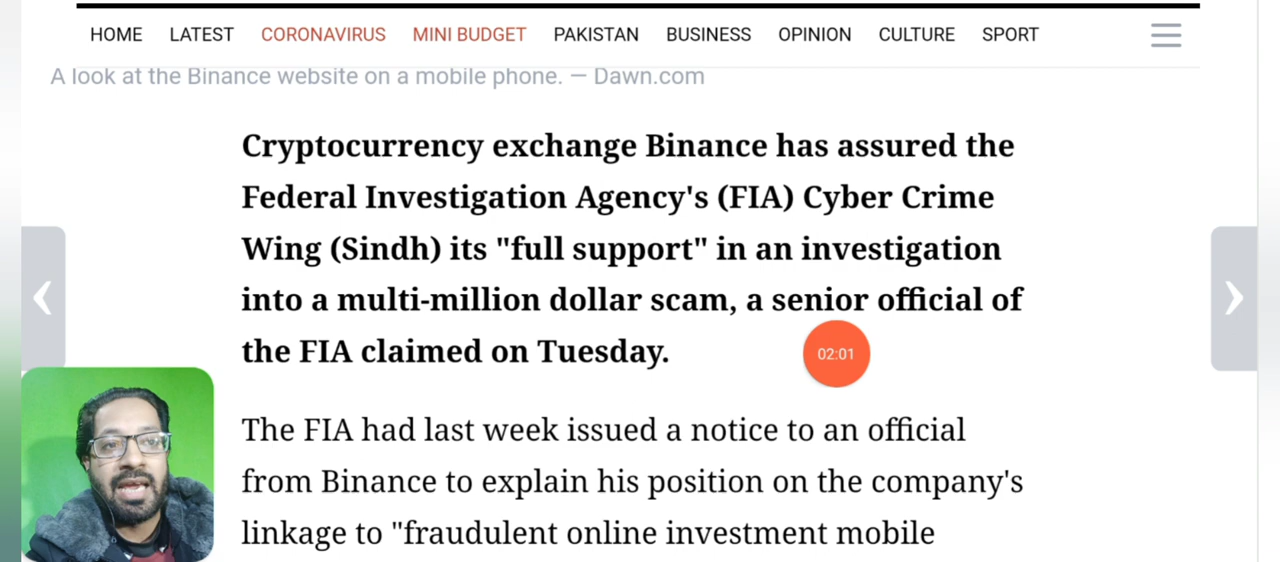 HOME LATEST CORONAVIRUS MINI BUDGET PAKISTAN BUSINESS OPINION CULTURE SPORT
A look at the Binance website on a mobile phone. — Dawn.com
Cryptocurrency exchange Binance has assured the
Federal Investigation Agency's (FIA) Cyber Crime
Wing (Sindh) its "full support" in an investigation
into a multi-million dollar scam, a senior official of
the FIA claimed on Tuesday.
02:01
The FIA had last week issued a notice to an official
from Binance to explain his position on the company's
linkage to "fraudulent online investment mobile